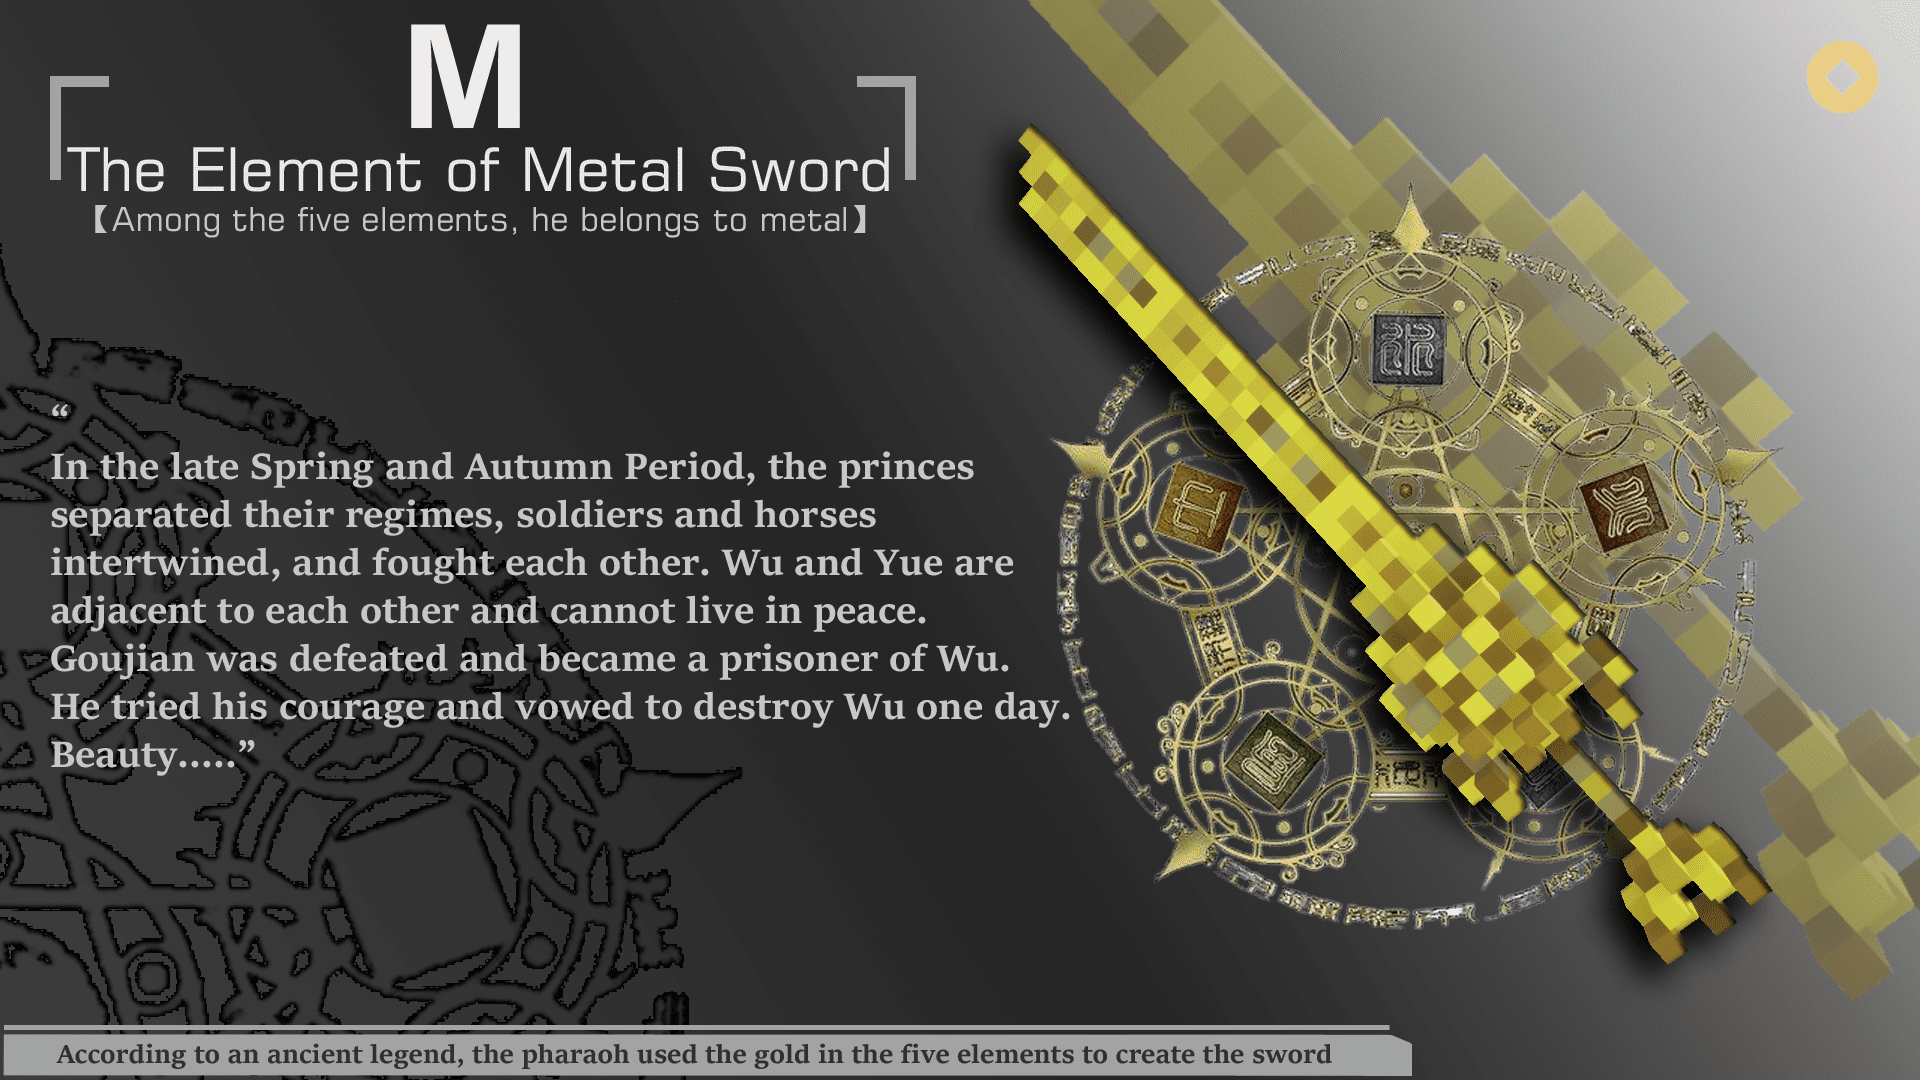 M
The Element of Metal Sword
【Among the five elements, he belongs to metal】
“
In the late Spring and Autumn Period, the princes
separated their regimes, soldiers and horses
intertwined, and fought each other. Wu and Yue are
adjacent to each other and cannot live in peace.
Goujian was defeated and became a prisoner of Wu.
He tried his courage and vowed to destroy Wu one day.
Beauty.....”
According to an ancient legend, the pharaoh used the gold in the five elements to create the sword